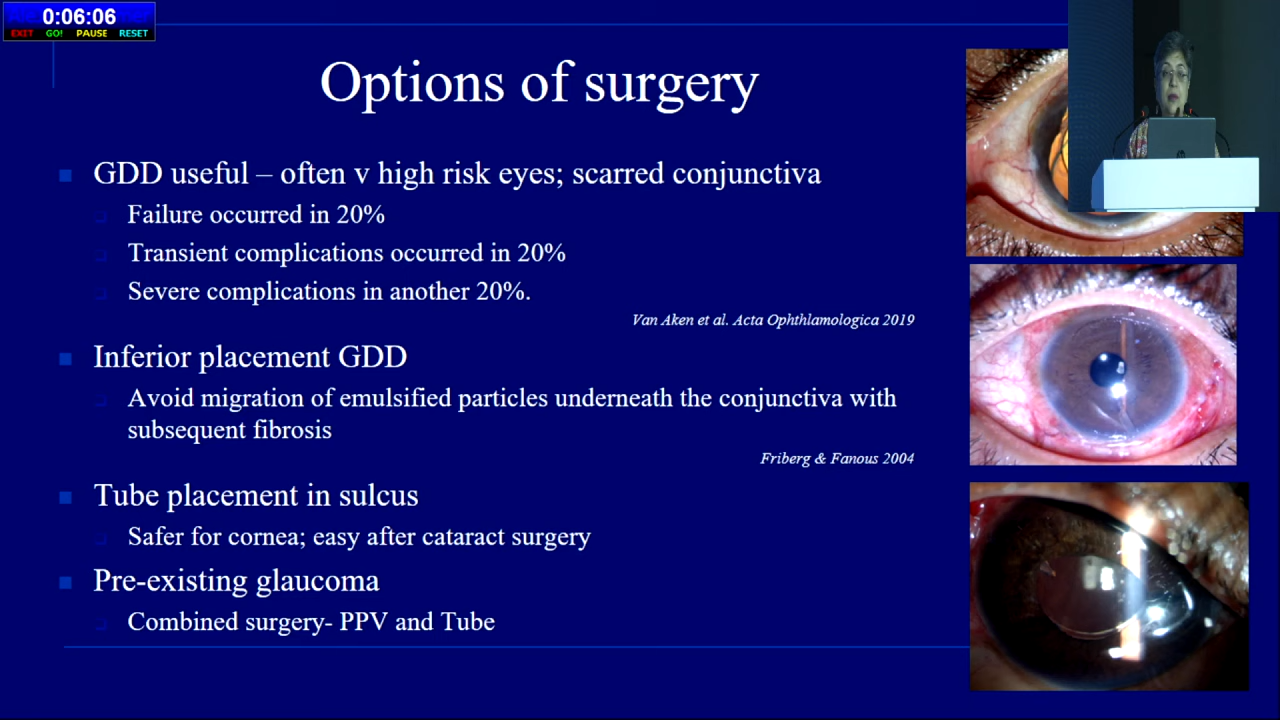 0:06:06
EXIT GO! PAUSE RESET
Options of surgery
GDD useful – often v high risk eyes; scarred conjunctiva
Failure occurred in 20%
Transient complications occurred in 20%
Severe complications in another 20%.
Van Aken et al. Acta Ophthlamologica 2019
Inferior placement GDD
Avoid migration of emulsified particles underneath the conjunctiva with
subsequent fibrosis
Friberg & Fanous 2004
Tube placement in sulcus
Safer for cornea; easy after cataract surgery
Pre-existing glaucoma
Combined surgery- PPV and Tube